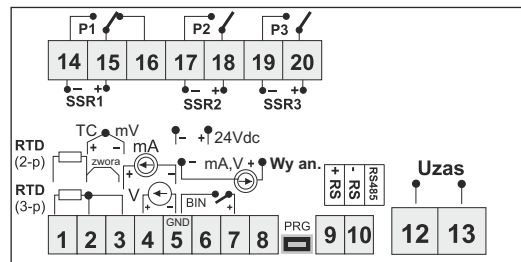 P1 P2 P3
14 15 16 17 18 19 20
- + - + - +
SSR1 SSR2 SSR3
TC mV - + 24Vdc
RTD + - mA
(2-p) zwora + - - mA,V + Wy an.
RTD V BIN + RS - RS RS485 Uzas
(3-p) + - GND - + PRG
1 2 3 4 5 6 7 8 9 10 12 13